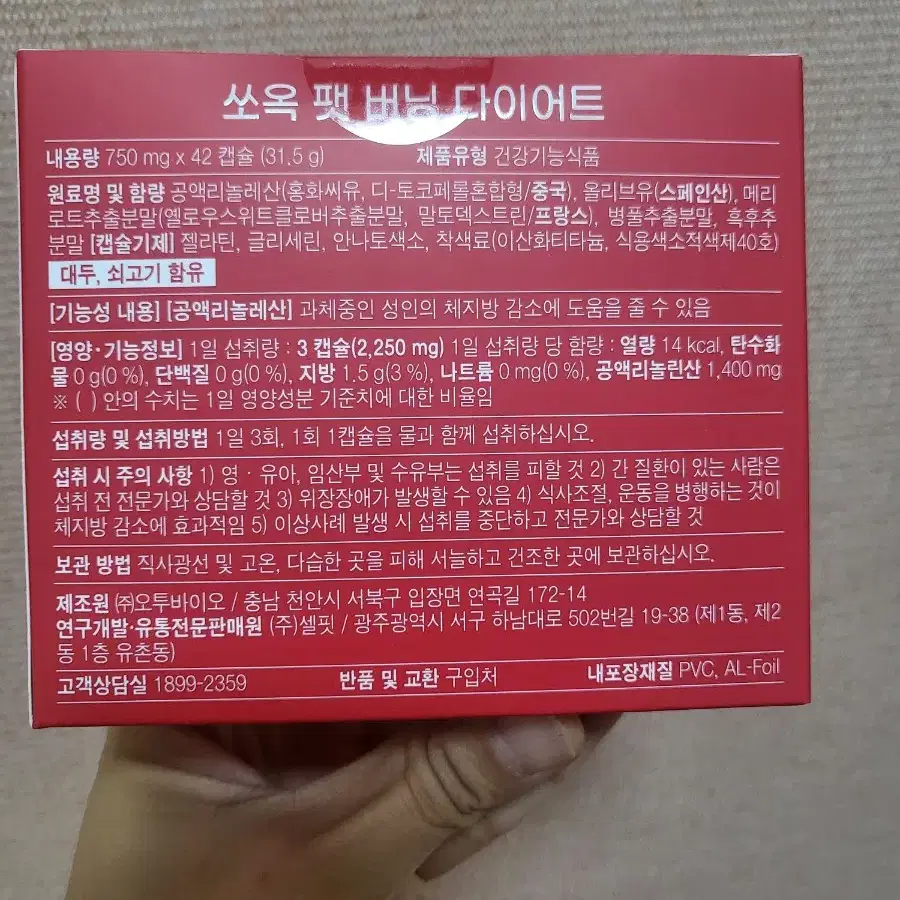 쏘옥 팻 버닝 다이어트
내용량 750 mg x 42 캡슐 (31.5 g) 제품유형 건강기능식품
원료명 및 함량 공액리놀레산(홍화씨유, 디-토코페롤혼합형/중국), 올리브유(스페인산), 메리
로트추출분말(옐로우스위트클로버추출분말, 말토덱스트린/프랑스), 병풀추출분말, 흑후추
분말 [캡슐기제] 젤라틴, 글리세린, 안나토색소, 착색료(이산화티타늄, 식용색소적색제40호)
대두, 쇠고기 함유
[기능성 내용] [공액리놀레산] 과체중인 성인의 체지방 감소에 도움을 줄 수 있음
[영양·기능정보] 1일 섭취량 : 3 캡슐(2,250 mg) 1일 섭취량 당 함량 : 열량 14 kcal, 탄수화
물 0 g(0 %), 단백질 0 g(0 %), 지방 1.5 g(3 %), 나트륨 0 mg(0 %), 공액리놀린산 1,400 mg
※ ( ) 안의 수치는 1일 영양성분 기준치에 대한 비율임
섭취량 및 섭취방법 1일 3회, 1회 1캡슐을 물과 함께 섭취하십시오.
섭취 시 주의 사항 1) 영·유아, 임산부 및 수유부는 섭취를 피할 것 2) 간 질환이 있는 사람은
섭취 전 전문가와 상담할 것 3) 위장장애가 발생할 수 있음 4) 식사조절, 운동을 병행하는 것이
체지방 감소에 효과적임 5) 이상사례 발생 시 섭취를 중단하고 전문가와 상담할 것
보관 방법 직사광선 및 고온, 다습한 곳을 피해 서늘하고 건조한 곳에 보관하십시오.
제조원 ㈜오투바이오 / 충남 천안시 서북구 입장면 연곡길 172-14
연구개발·유통전문판매원 (주)셀핏 / 광주광역시 서구 하남대로 502번길 19-38 (제1동, 제2
동 1층 유촌동)
고객상담실 1899-2359 반품 및 교환 구입처 내포장재질 PVC, AL-Foil